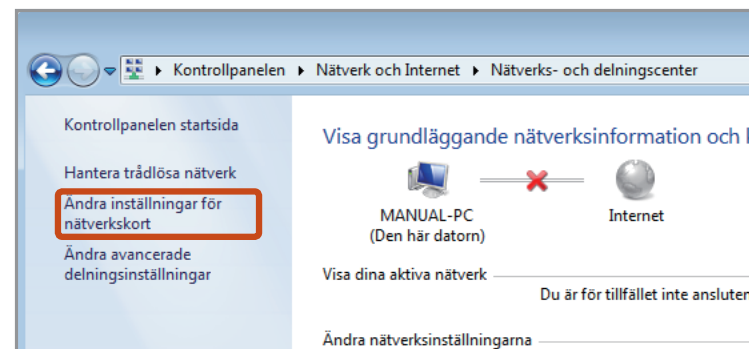 Kontrollpanelen Nätverk och Internet Nätverks- och delningscenter
Kontrollpanelen startsida
Hantera trådlösa nätverk
Ändra inställningar för
nätverkskort
Ändra avancerade
delningsinställningar
Visa grundläggande nätverksinformation och
MANUAL-PC
(Den här datorn)
Internet
Visa dina aktiva nätverk
Du är för tillfället inte ansluten
Ändra nätverksinställningarna